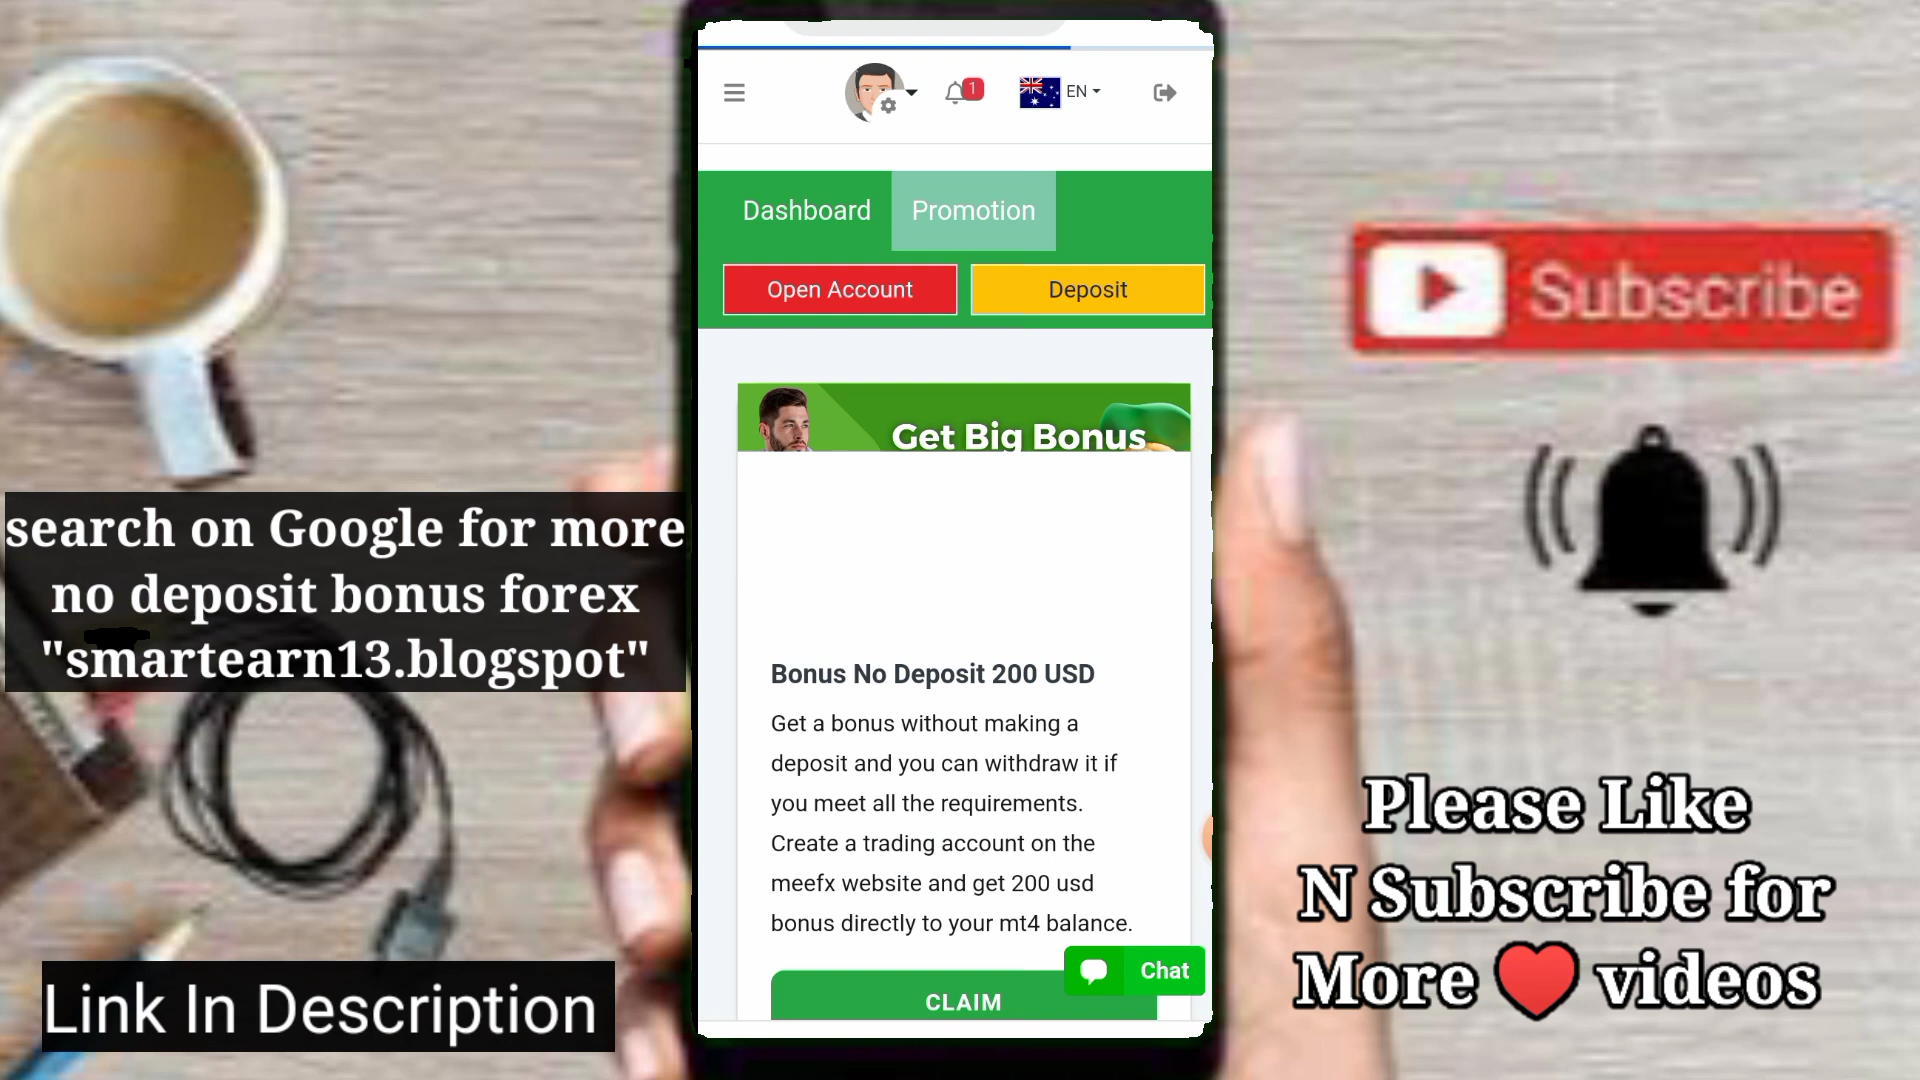 1
EN
Dashboard
Promotion
Open Account
Deposit
Get Big Bonus
Bonus No Deposit 200 USD
Get a bonus without making a
deposit and you can withdraw it if
you meet all the requirements.
Create a trading account on the
meefx website and get 200 usd
bonus directly to your mt4 balance.
Chat
CLAIM
search on Google for more
no deposit bonus forex
"smartearn13.blogspot"
Link In Description
Subscribe
Please Like
N Subscribe for
More ❤️ videos